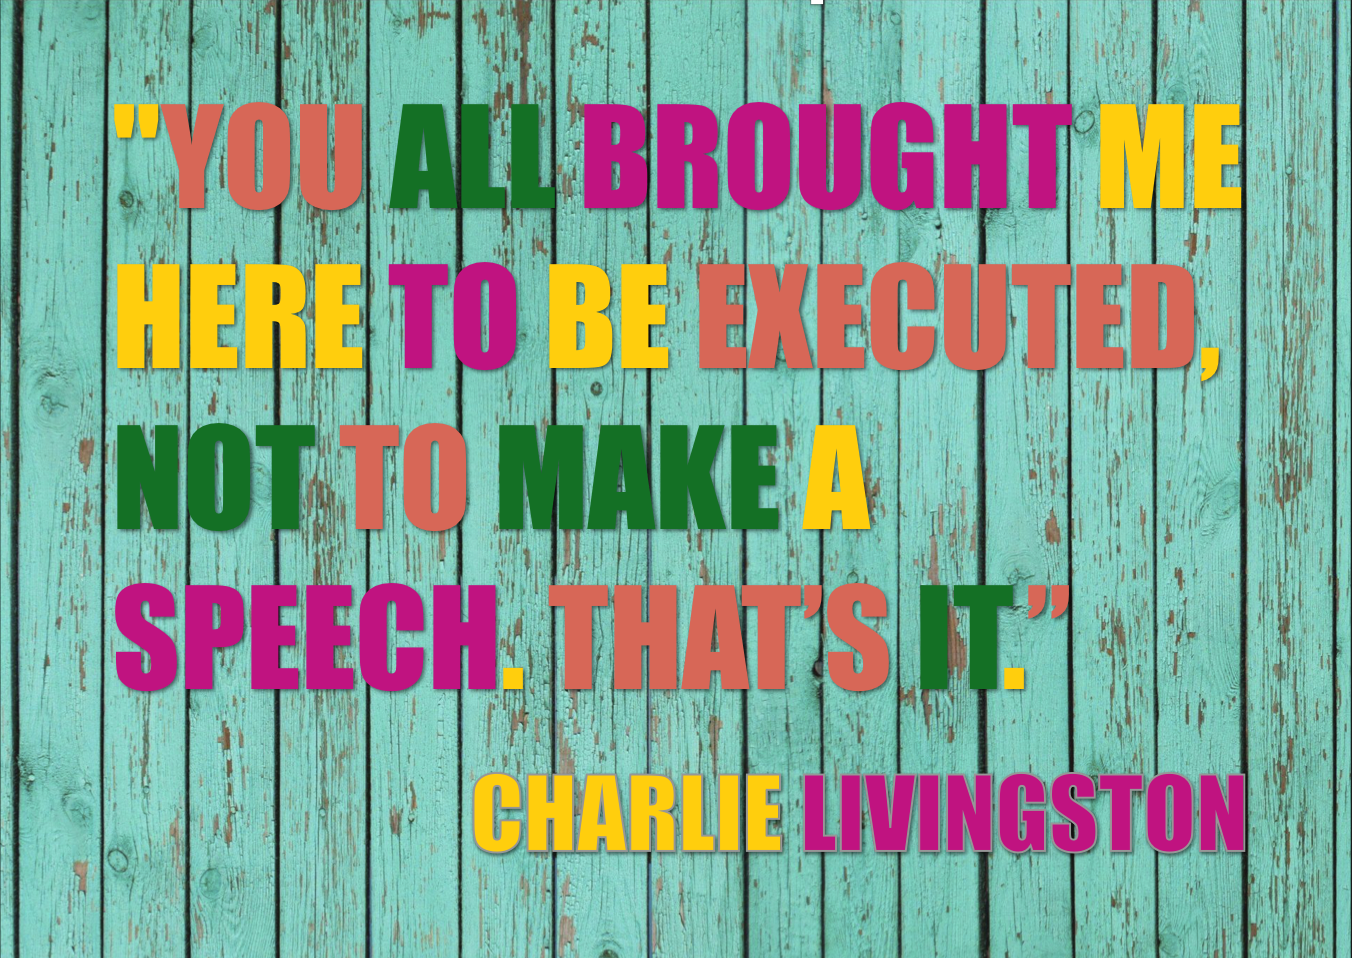 "YOU ALL BROUGHT ME
HERE TO BE EXECUTED,
NOT TO MAKE A
SPEECH. THAT’S IT.”
CHARLIE LIVINGSTON